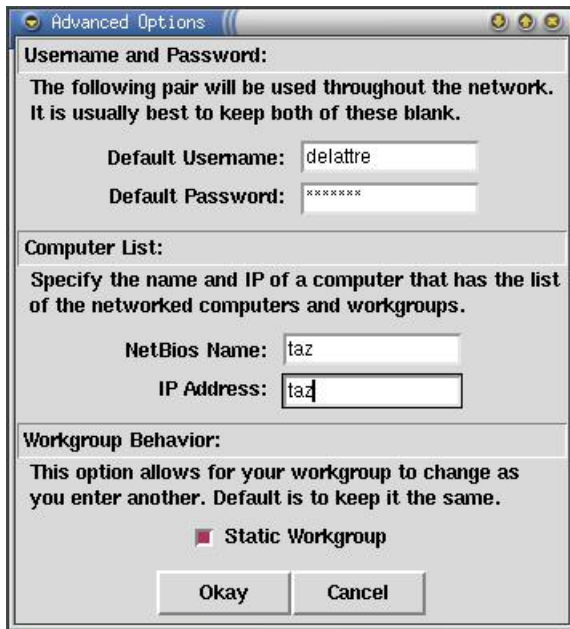 Advanced Options
Username and Password:
The following pair will be used throughout the network.
It is usually best to keep both of these blank.
Default Username: delattre
Default Password: *******
Computer List:
Specify the name and IP of a computer that has the list
of the networked computers and workgroups.
NetBios Name: taz
IP Address: taz
Workgroup Behavior:
This option allows for your workgroup to change as
you enter another. Default is to keep it the same.
Static Workgroup
Okay Cancel